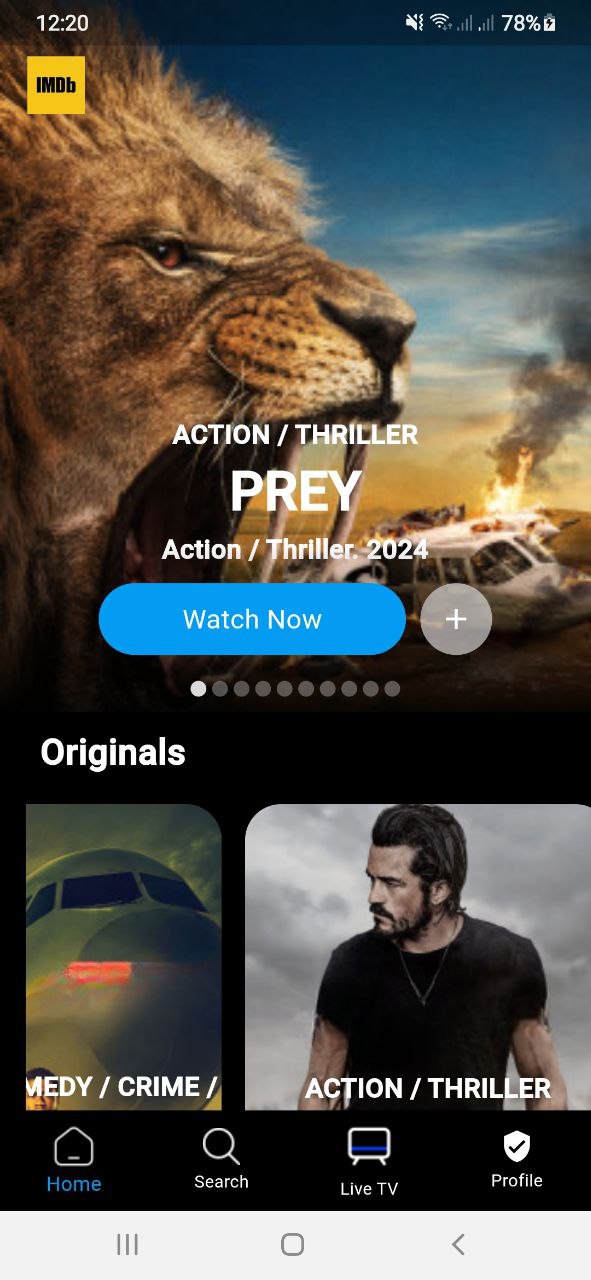 12:20
78%
IMDb
ACTION / THRILLER
PREY
Action / Thriller. 2024
Watch Now
Originals
MEDY / CRIME /
ACTION / THRILLER
Home
Search
Live TV
Profile